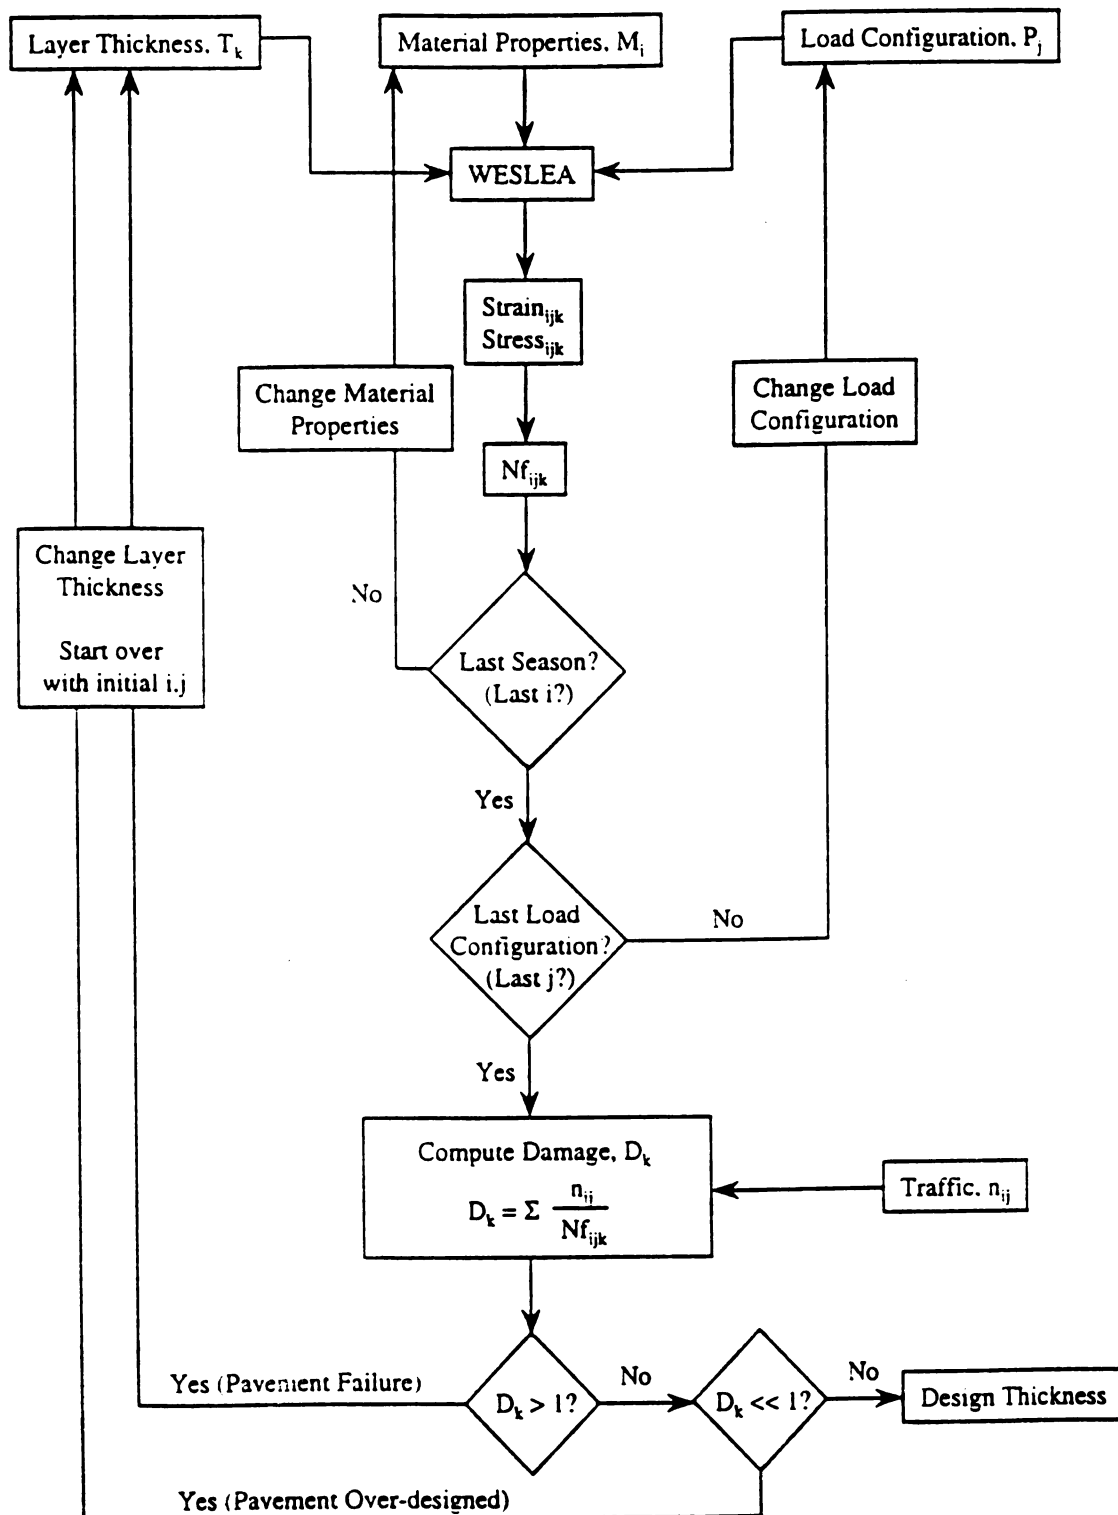 Layer Thickness, T_k
Material Properties, M_i
Load Configuration, P_j
WESLEA
Strain_ijk
Stress_ijk
Change Material
Properties
Change Load
Configuration
Nf_ijk
Change Layer
Thickness
Start over
with initial i.j
No
Last Season?
(Last i?)
Yes
Last Load
Configuration?
(Last j?)
No
Yes
Compute Damage, D_k
D_k = Σ n_ij / Nf_ijk
Traffic, n_ij
Yes (Pavement Failure)
D_k > 1?
No
D_k << 1?
No
Design Thickness
Yes (Pavement Over-designed)